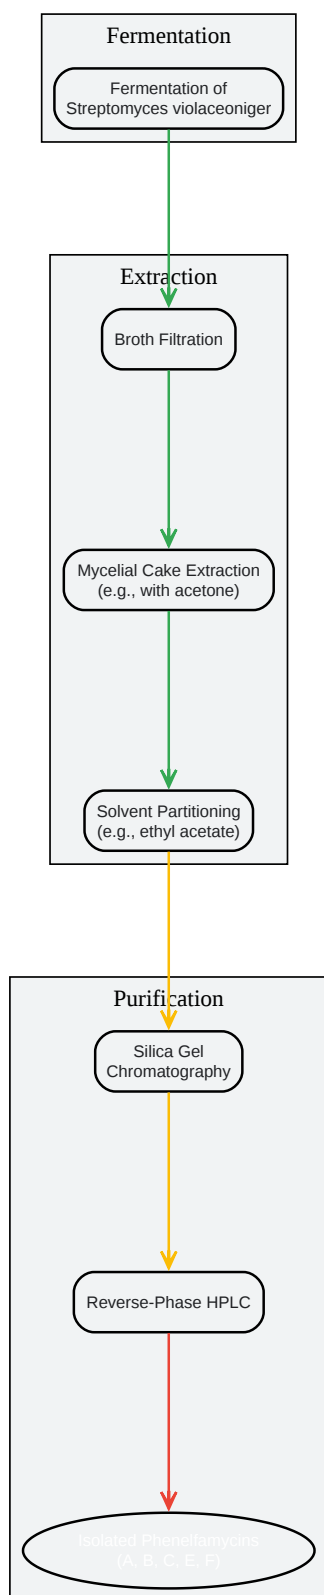 Fermentation
Fermentation of
Streptomyces violaceoniger
Extraction
Broth Filtration
Mycelial Cake Extraction
(e.g., with acetone)
Solvent Partitioning
(e.g., ethyl acetate)
Purification
Silica Gel
Chromatography
Reverse-Phase HPLC
Isolated Phenelfamycins
(A, B, C, E, F)